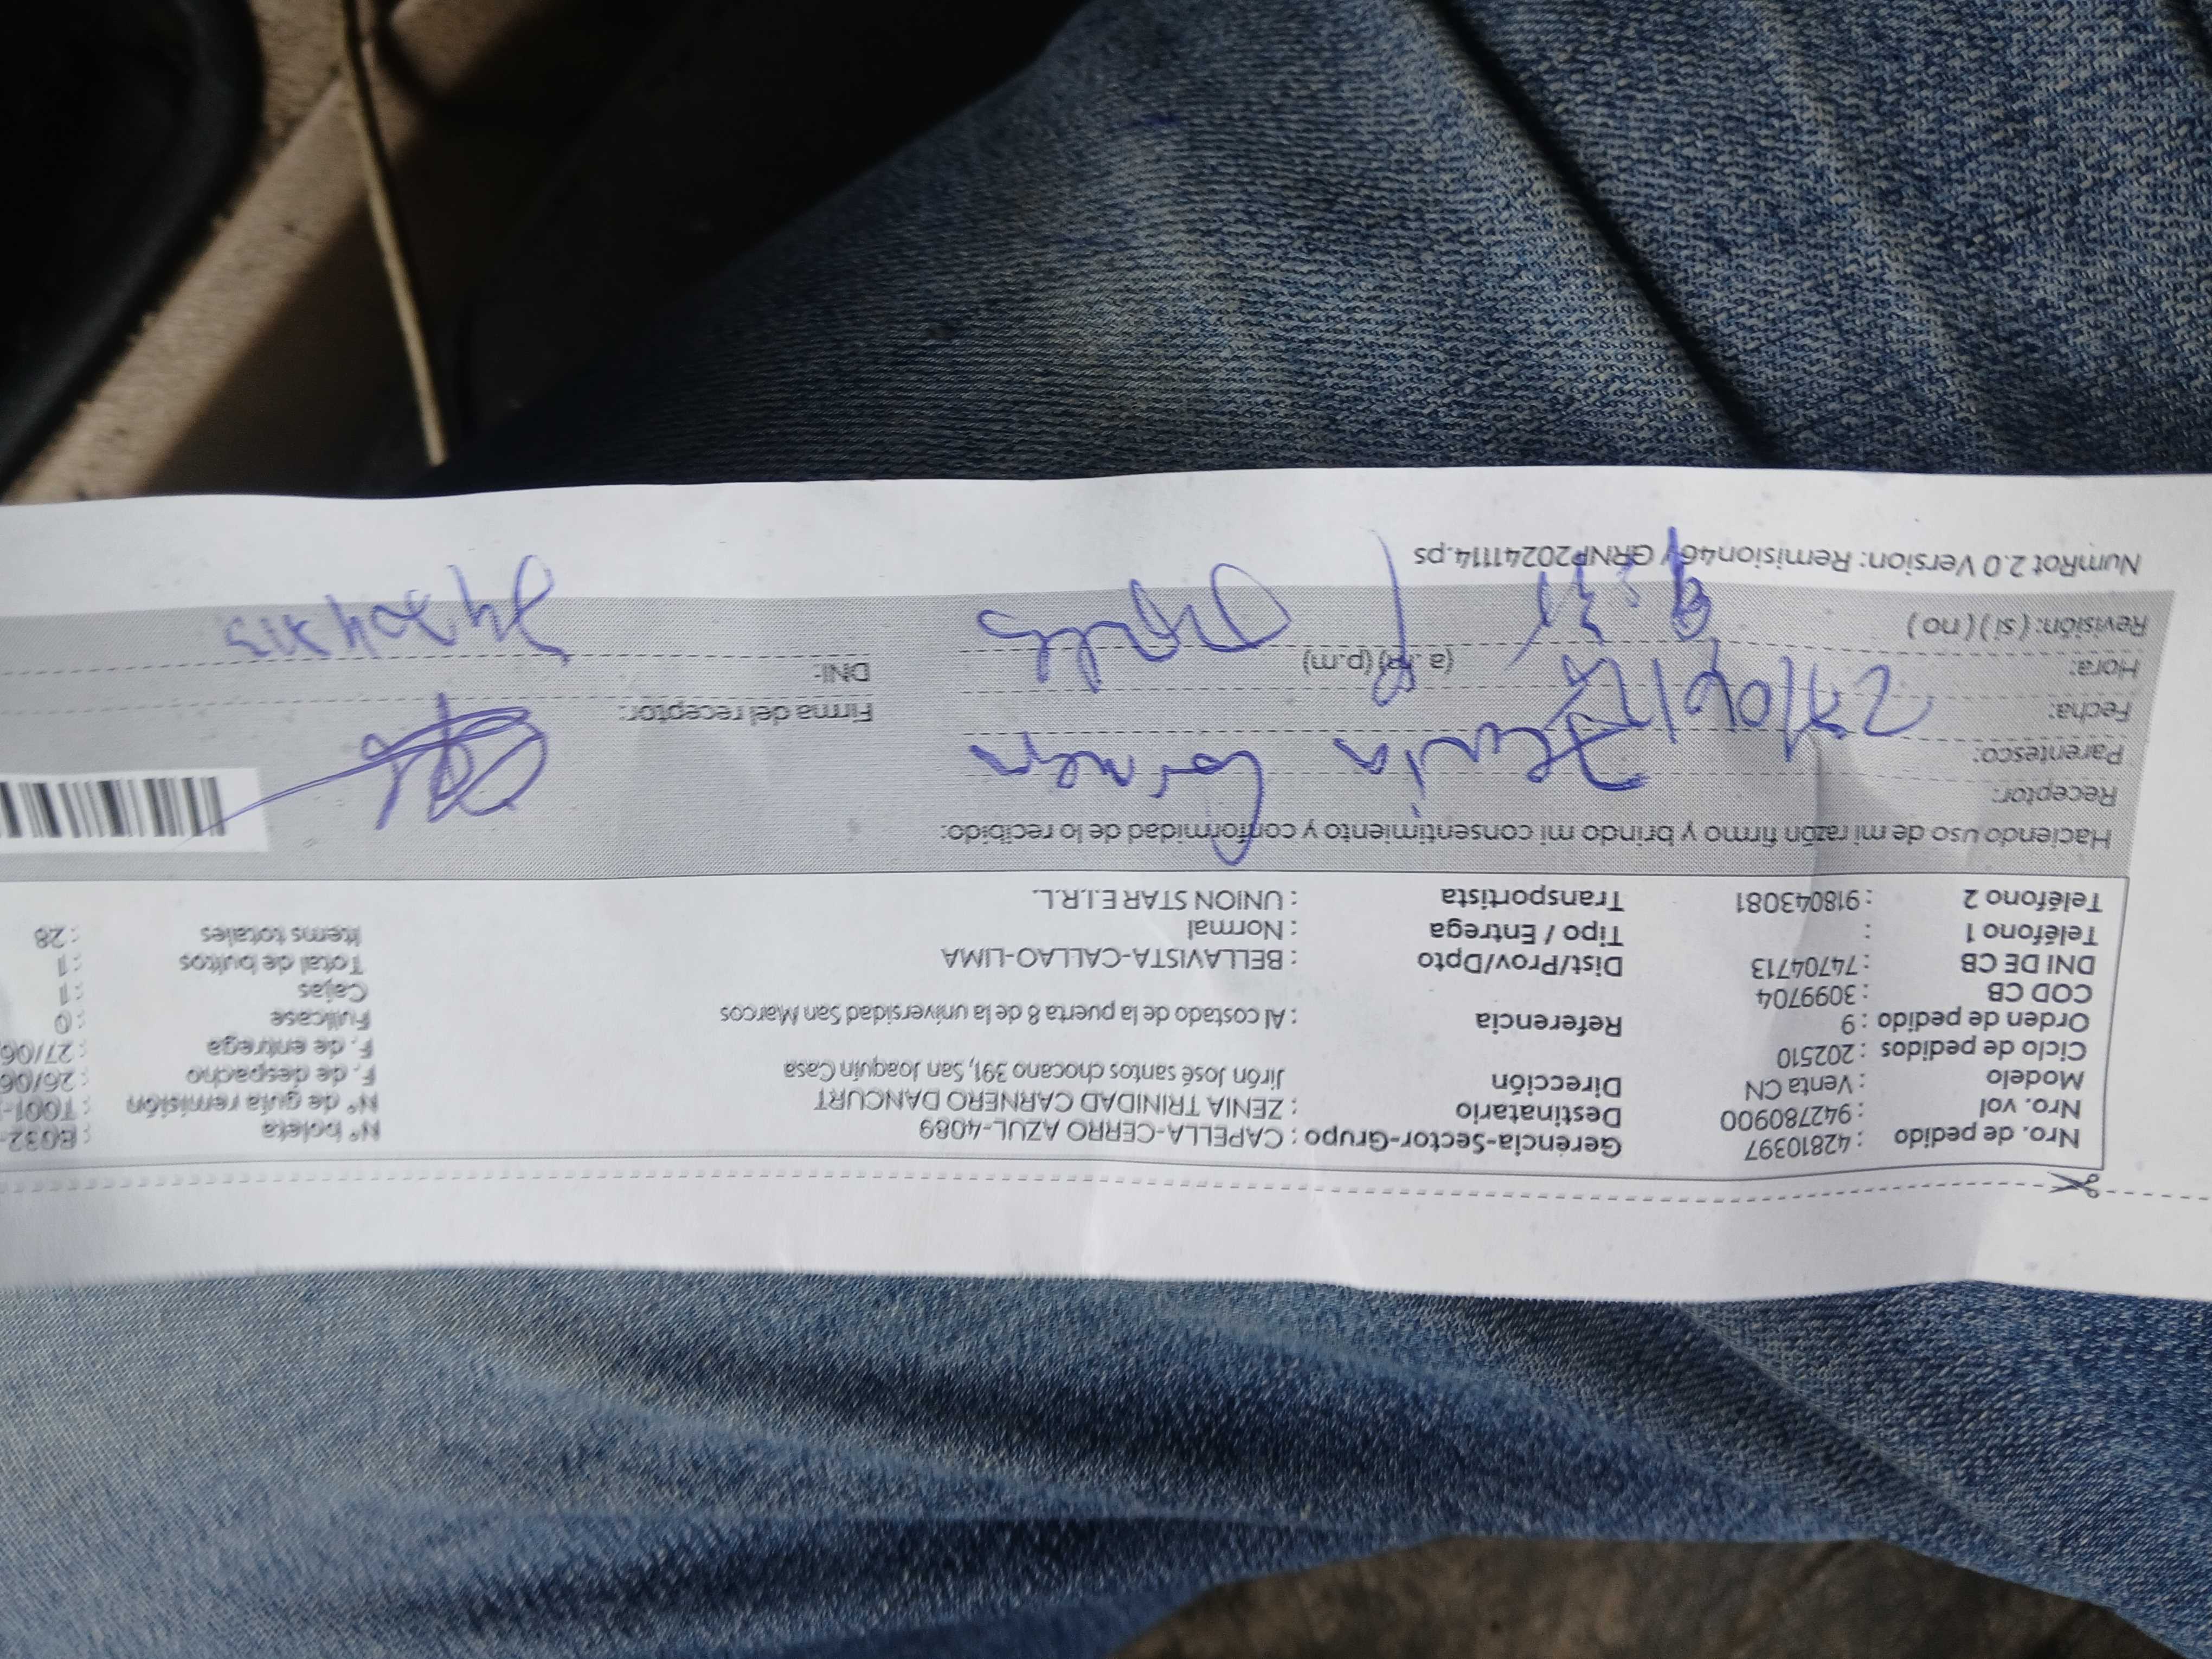 Nro. de pedido : 42810397 Gerencia-Sector-Grupo : CAPELLA-CERRO AZUL-4089 N° boleta : B032-
Nro. vol : 942780900 Destinatario : ZENIA TRINIDAD CARNERO DANCURT N° de guía remisión : T001-
Modelo : Venta CN Dirección Jirón José santos chocano 391, San Joaquín Casa F. de despacho : 26/06
Ciclo de pedidos : 202510 F. de entrega : 27/06
Orden de pedido : 9 Referencia : Al costado de la puerta 8 de la universidad San Marcos Fullcase : 0
COD CB : 3099704 Cajas : 1
DNI DE CB : 74704713 Dist/Prov/Dpto : BELLAVISTA-CALLAO-LIMA Total de bultos : 1
Teléfono 1 : Tipo / Entrega : Normal Items totales : 28
Teléfono 2 : 918043081 Transportista : UNION STAR E.I.R.L.
Haciendo uso de mi razón firmo y brindo mi consentimiento y conformidad de lo recibido:
Receptor:
Parentesco:
Fecha: 27/06/25 Firma del receptor:
Hora: (a.m) (p.m) DNI:
Revisión: (si) (no)
NumRot 2.0 Version: Remision46 y GRNP20241114.ps